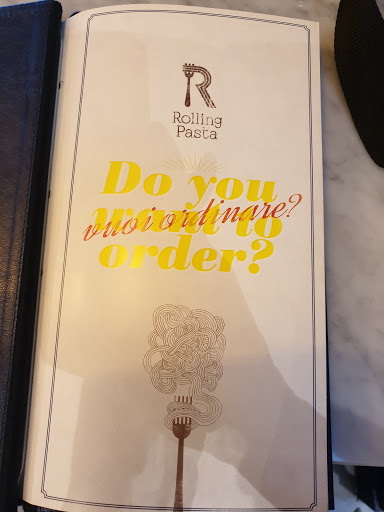 R
Rolling
Pasta
Do you
want to
vuoi ordinare?
order?